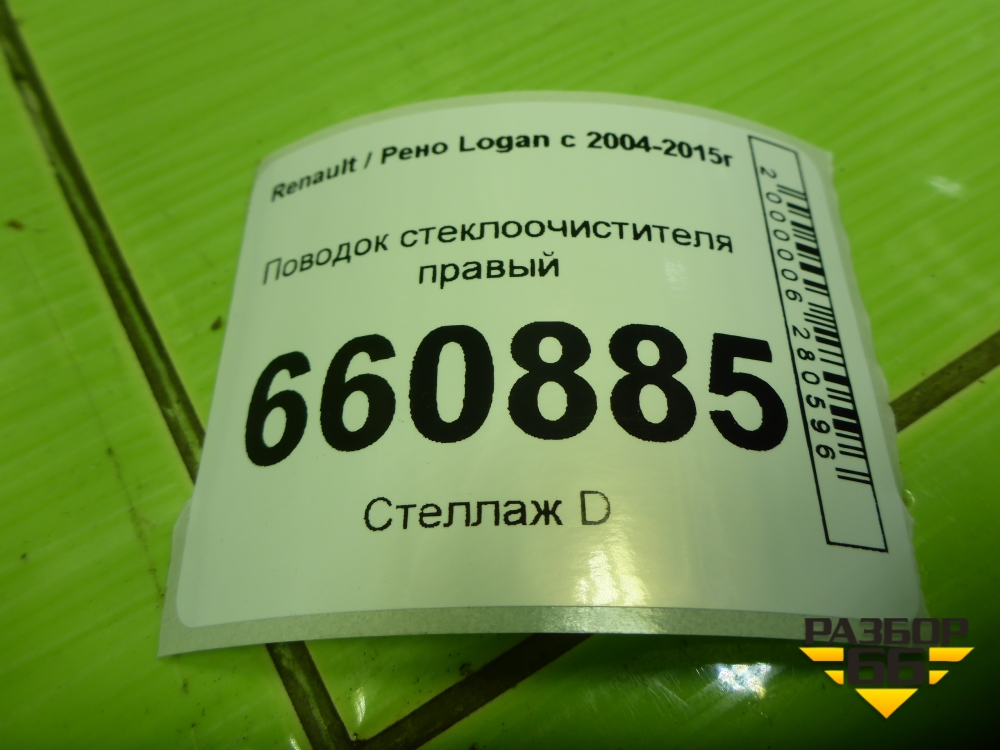 Renault / Рено Logan с 2004-2015г
Поводок стеклоочистителя
правый
660885
Стеллаж D
2000006280596
РАЗБОР
66